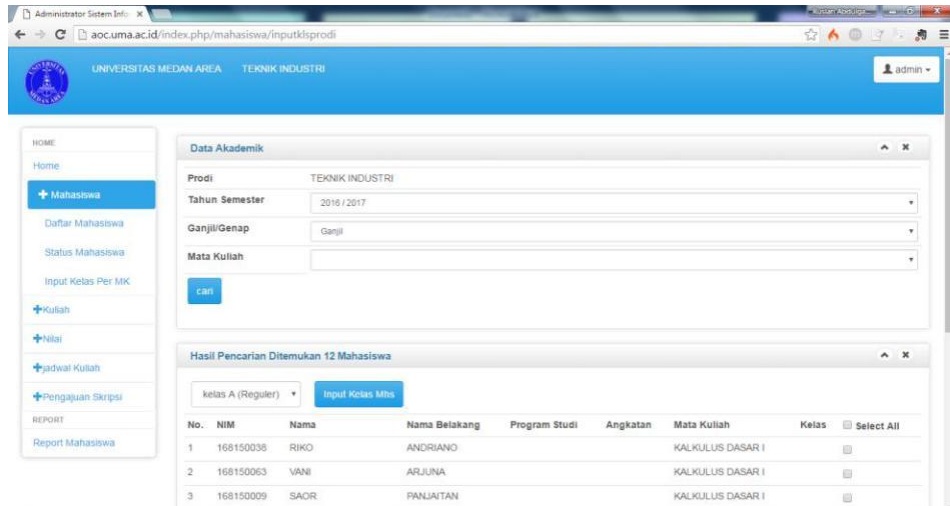 Administrator Sistem Info
aoc.uma.ac.id/index.php/mahasiswa/inputklsprodi
UNIVERSITAS MEDAN AREA TEKNIK INDUSTRI
admin
HOME
Home
Mahasiswa
Daftar Mahasiswa
Status Mahasiswa
Input Kelas Per MK
Kuliah
Nilai
jadwal Kuliah
Pengajuan Skripsi
REPORT
Report Mahasiswa
Data Akademik
Prodi TEKNIK INDUSTRI
Tahun Semester 2016 / 2017
Ganjil/Genap Ganjil
Mata Kuliah
cari
Hasil Pencarian Ditemukan 12 Mahasiswa
kelas A (Reguler) Input Kelas Mhs
No. NIM Nama Nama Belakang Program Studi Angkatan Mata Kuliah Kelas Select All
1 168150038 RIKO ANDRIANO KALKULUS DASAR I
2 168150063 VANI ARJUNA KALKULUS DASAR I
3 168150009 SAOR PANJAITAN KALKULUS DASAR I